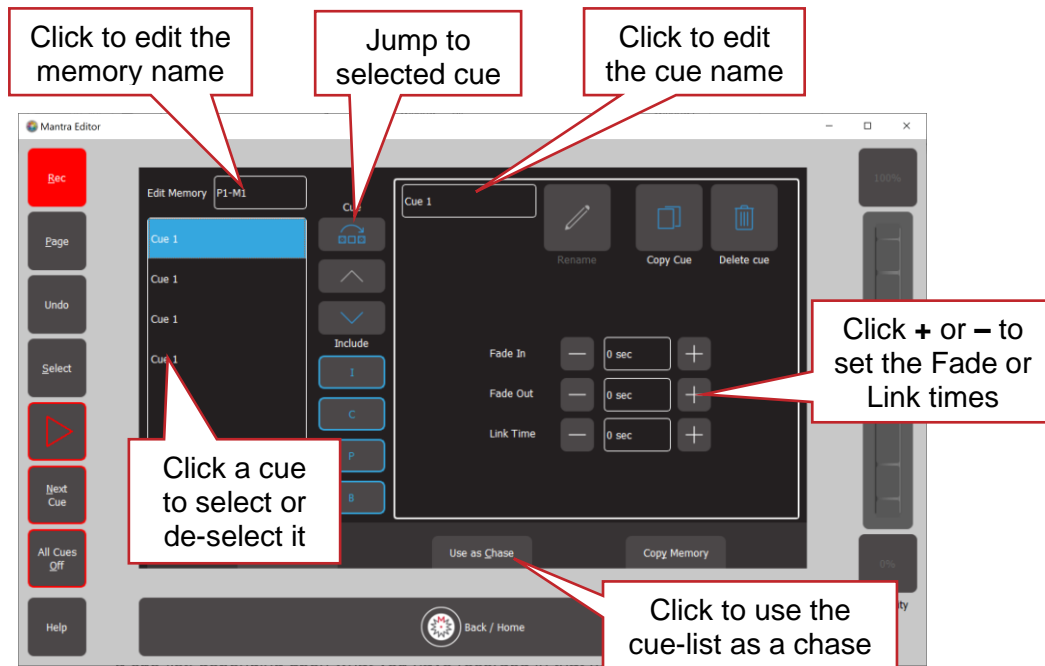 Click to edit the
memory name
Jump to
selected cue
Click to edit
the cue name
Mantra Editor
Rec
Page
Undo
Select
Next
Cue
All Cues
Off
Help
Edit Memory P1-M1
Cue 1
Cue 1
Cue 1
Cue 1
Include
I
C
P
B
Cue 1
Rename
Copy Cue
Delete cue
Fade In
0 sec
Fade Out
0 sec
Link Time
0 sec
100%
0%
Click + or – to
set the Fade or
Link times
Click a cue
to select or
de-select it
Use as Chase
Copy Memory
Click to use the
cue-list as a chase
Back / Home